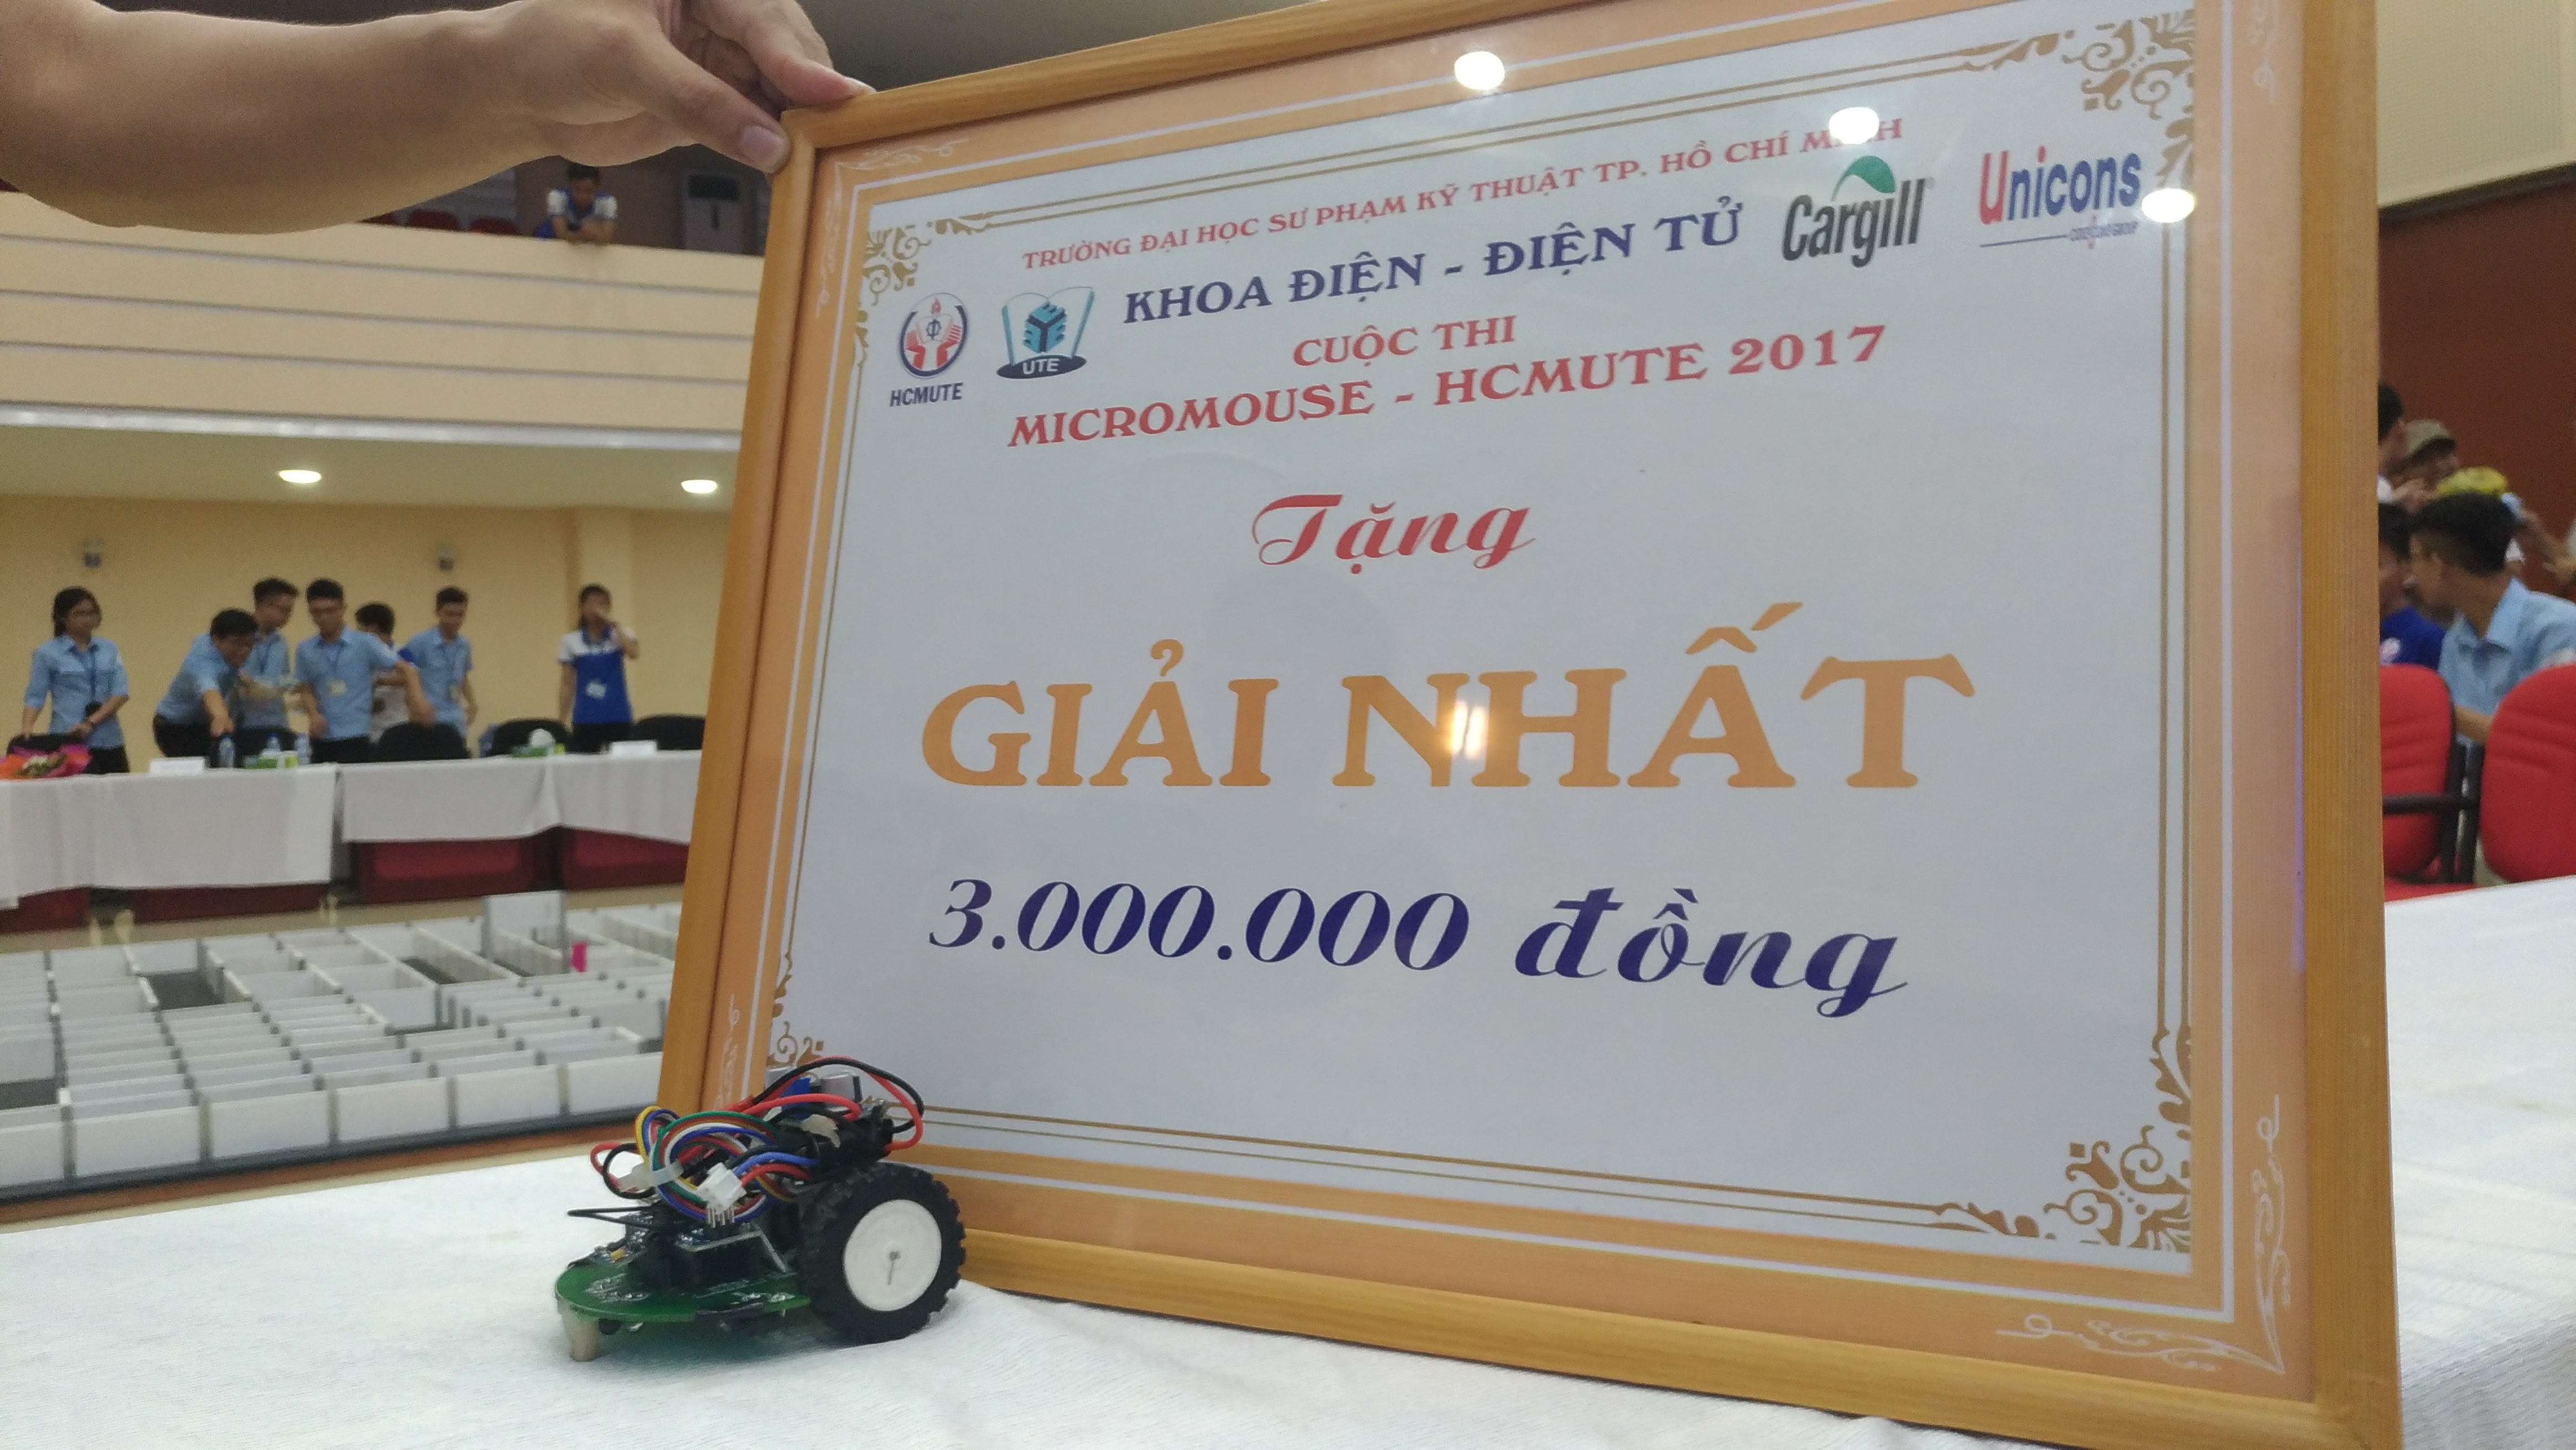 TRƯỜNG ĐẠI HỌC SƯ PHẠM KỸ THUẬT TP. HỒ CHÍ MINH
KHOA ĐIỆN - ĐIỆN TỬ
Cargill
Unicons
HCMUTE
UTE
CUỘC THI
MICROMOUSE - HCMUTE 2017
Tặng
GIẢI NHẤT
3.000.000 đồng